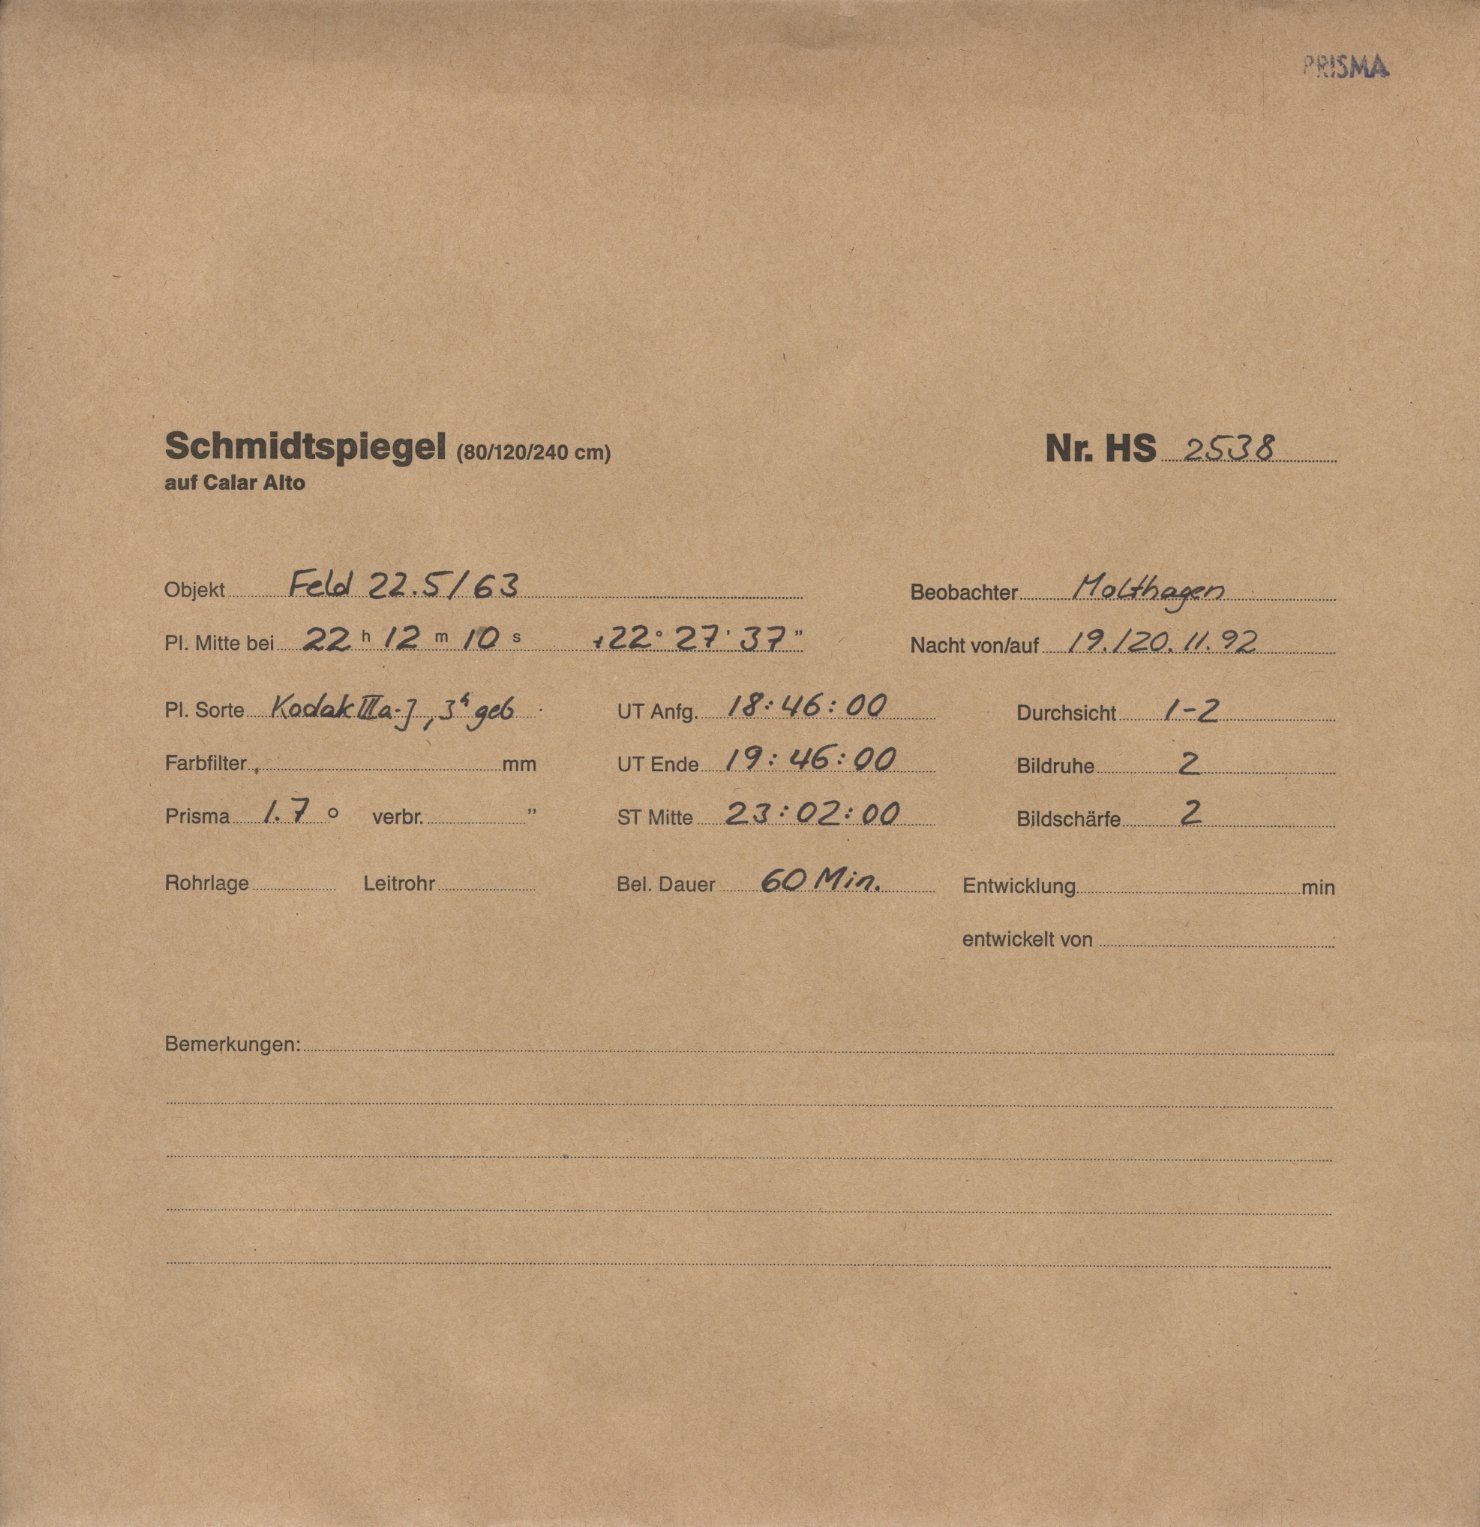 PRISMA
Schmidtspiegel (80/120/240 cm) Nr. HS 2538
auf Calar Alto
Objekt Feld 22.5/63 Beobachter Molthagen
Pl. Mitte bei 22 h 12 m 10 s +22° 27' 37" Nacht von/auf 19./20.11.92
Pl. Sorte Kodak IIIa-J, 3h geb UT Anfg. 18:46:00 Durchsicht 1-2
Farbfilter mm UT Ende 19:46:00 Bildruhe 2
Prisma 1.7 ° verbr. " ST Mitte 23:02:00 Bildschärfe 2
Rohrlage Leitrohr Bel. Dauer 60 Min. Entwicklung min
entwickelt von
Bemerkungen: